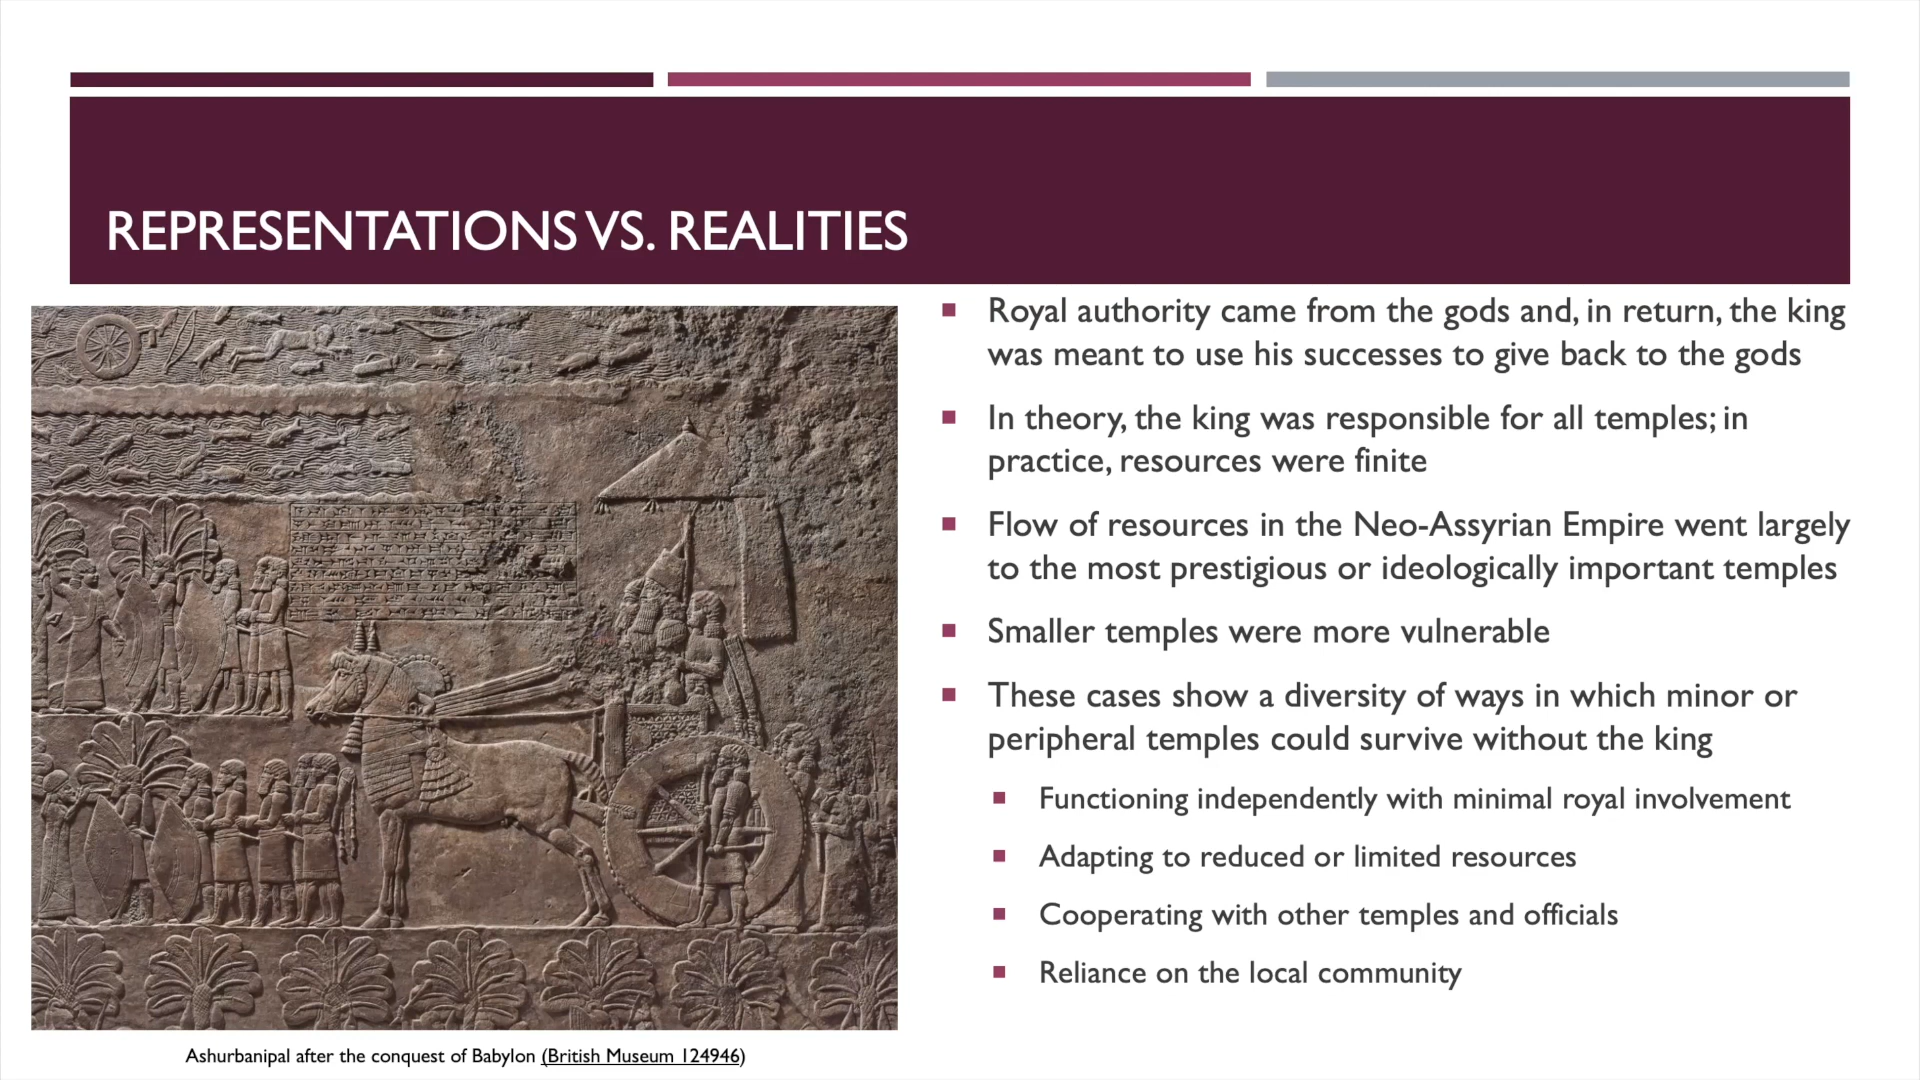 REPRESENTATIONS VS. REALITIES
Royal authority came from the gods and, in return, the king
was meant to use his successes to give back to the gods
In theory, the king was responsible for all temples; in
practice, resources were finite
Flow of resources in the Neo-Assyrian Empire went largely
to the most prestigious or ideologically important temples
Smaller temples were more vulnerable
These cases show a diversity of ways in which minor or
peripheral temples could survive without the king
Functioning independently with minimal royal involvement
Adapting to reduced or limited resources
Cooperating with other temples and officials
Reliance on the local community
Ashurbanipal after the conquest of Babylon (British Museum 124946)